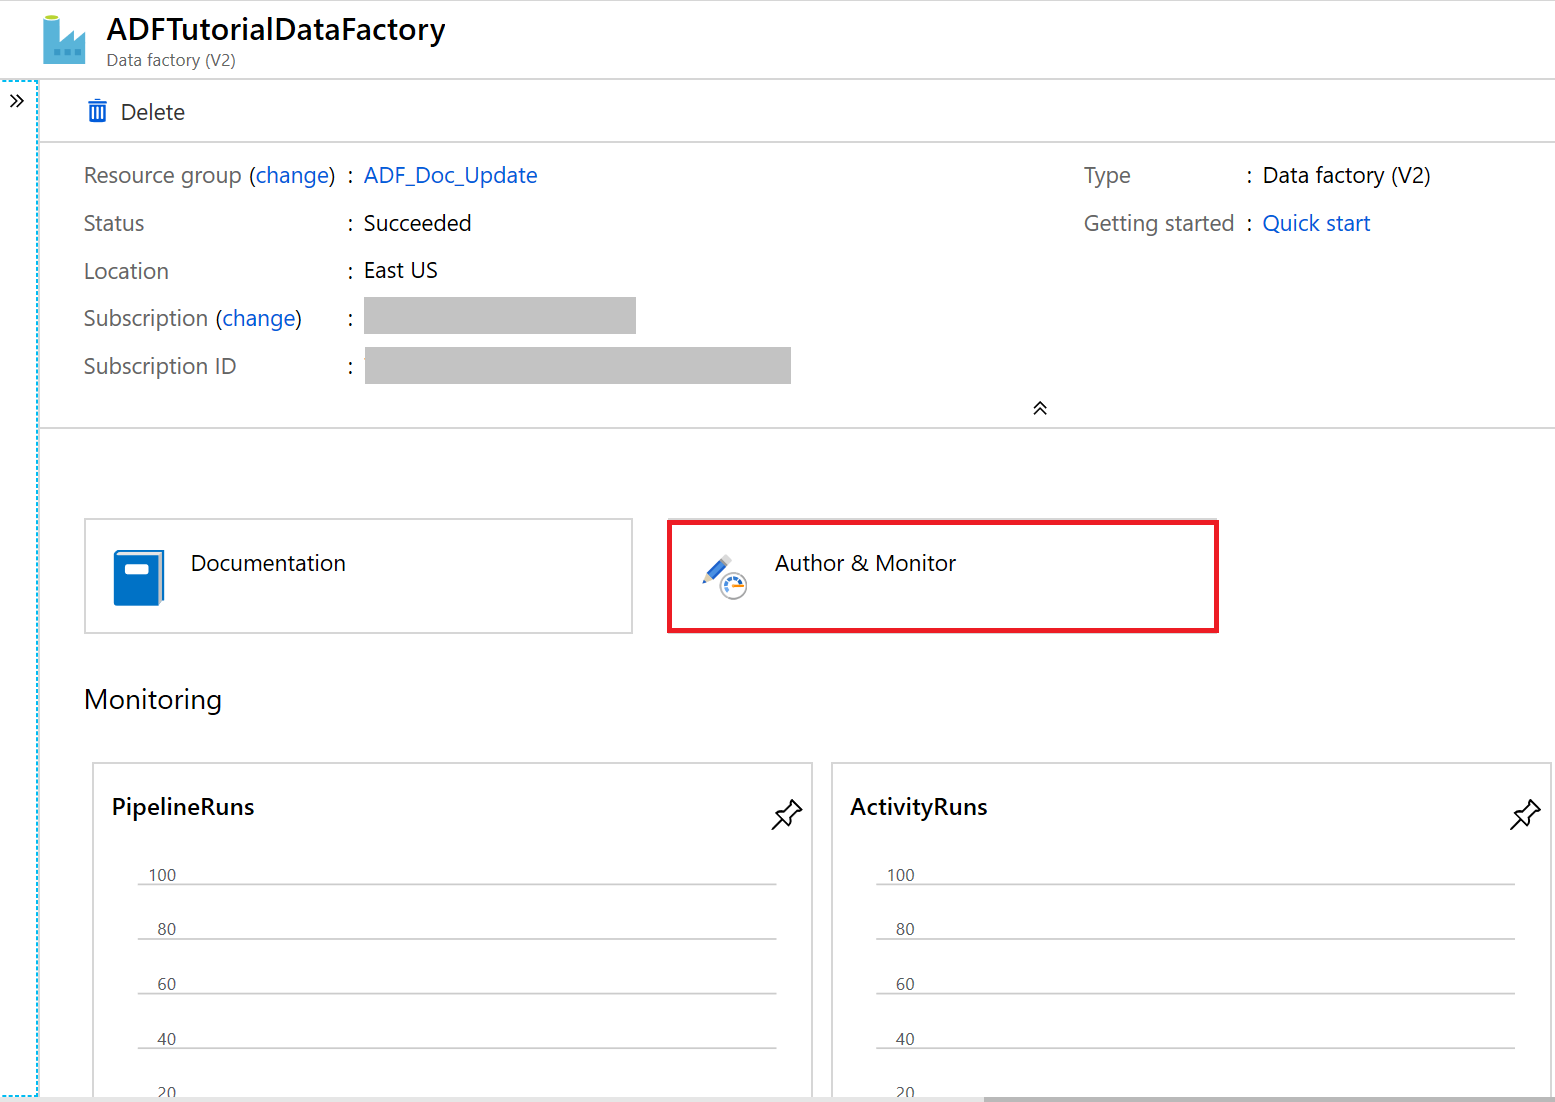 ADFTutorialDataFactory
Data factory (V2)
Delete
Resource group (change) : ADF_Doc_Update
Type : Data factory (V2)
Status : Succeeded
Getting started : Quick start
Location : East US
Subscription (change) :
Subscription ID :
Documentation
Author & Monitor
Monitoring
PipelineRuns
ActivityRuns
100
100
80
80
60
60
40
40
20
20